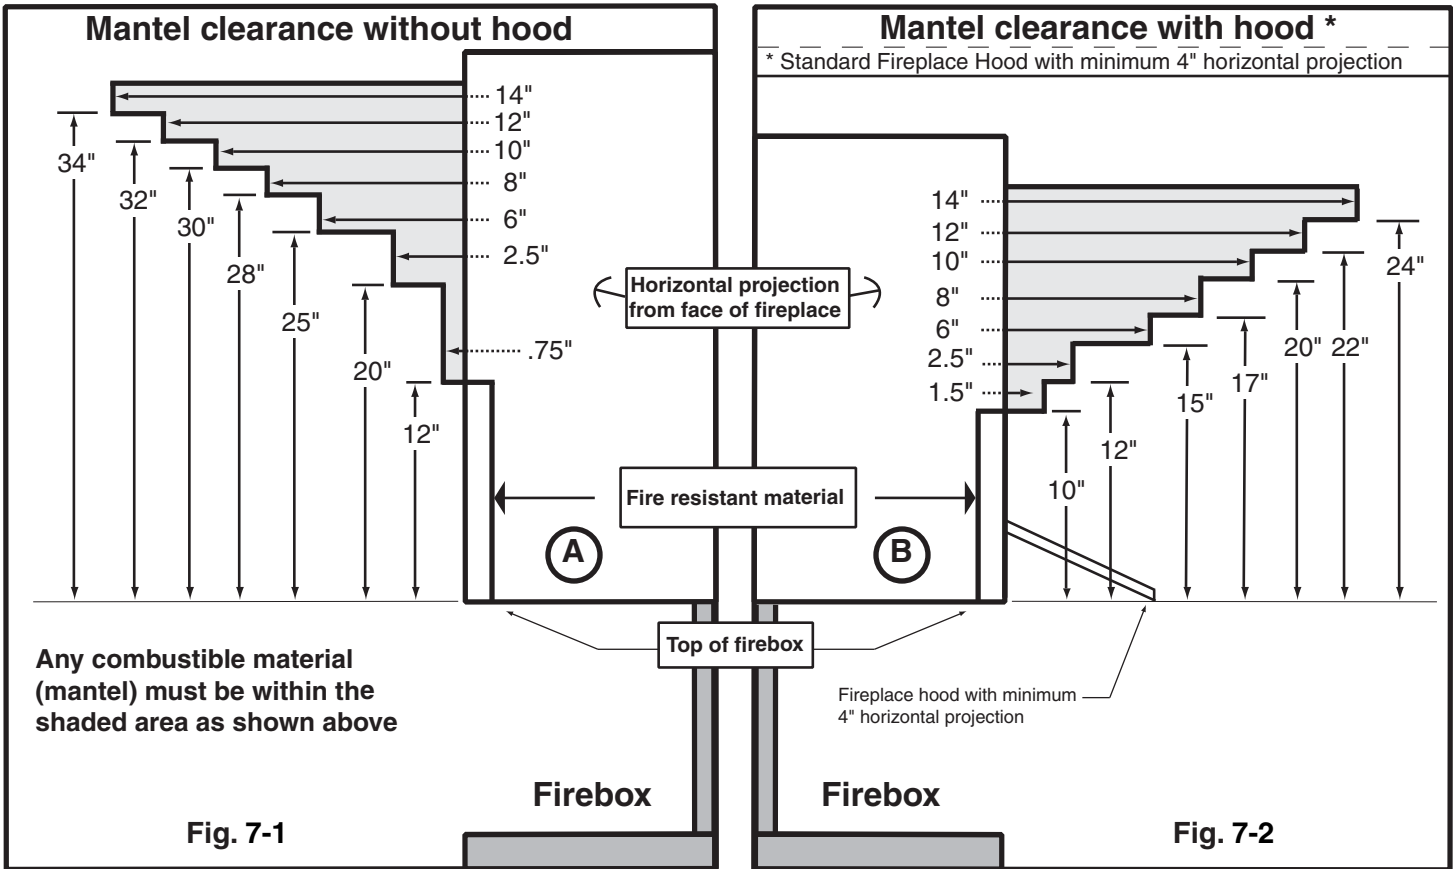 Mantel clearance without hood
14"
12"
10"
8"
6"
2.5"
.75"
34"
32"
30"
28"
25"
20"
12"
Horizontal projection
from face of fireplace
Fire resistant material
A
Top of firebox
Any combustible material
(mantel) must be within the
shaded area as shown above
Firebox
Fig. 7-1
Mantel clearance with hood *
* Standard Fireplace Hood with minimum 4" horizontal projection
14"
12"
10"
8"
6"
2.5"
1.5"
24"
20" 22"
17"
15"
12"
10"
B
Fireplace hood with minimum
4" horizontal projection
Firebox
Fig. 7-2